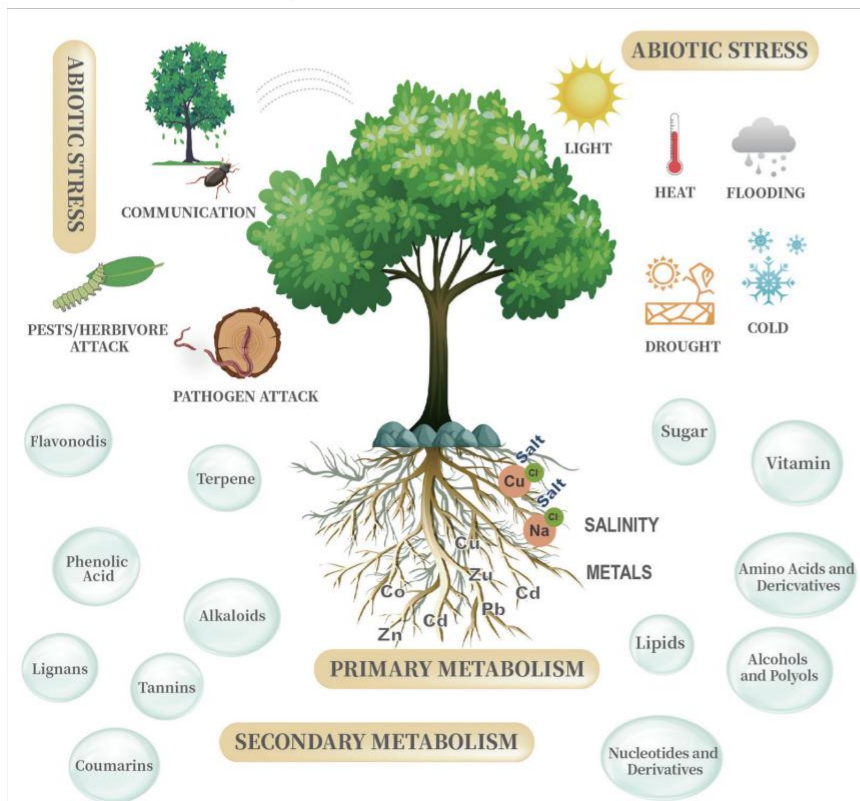 ABIOTIC STRESS
COMMUNICATION
PESTS/HERBIVORE
ATTACK
PATHOGEN ATTACK
ABIOTIC STRESS
LIGHT
HEAT
FLOODING
DROUGHT
COLD
Flavonodis
Terpene
Phenolic
Acid
Alkaloids
Lignans
Tannins
Coumarins
Salt
Cl
Cu
Salt
Cl
Na
SALINITY
METALS
Cu
Zu
Co
Cd
Pb
Cd
Zn
Sugar
Vitamin
Amino Acids and
Dericvatives
Lipids
Alcohols
and Polyols
Nucleotides and
Derivatives
PRIMARY METABOLISM
SECONDARY METABOLISM